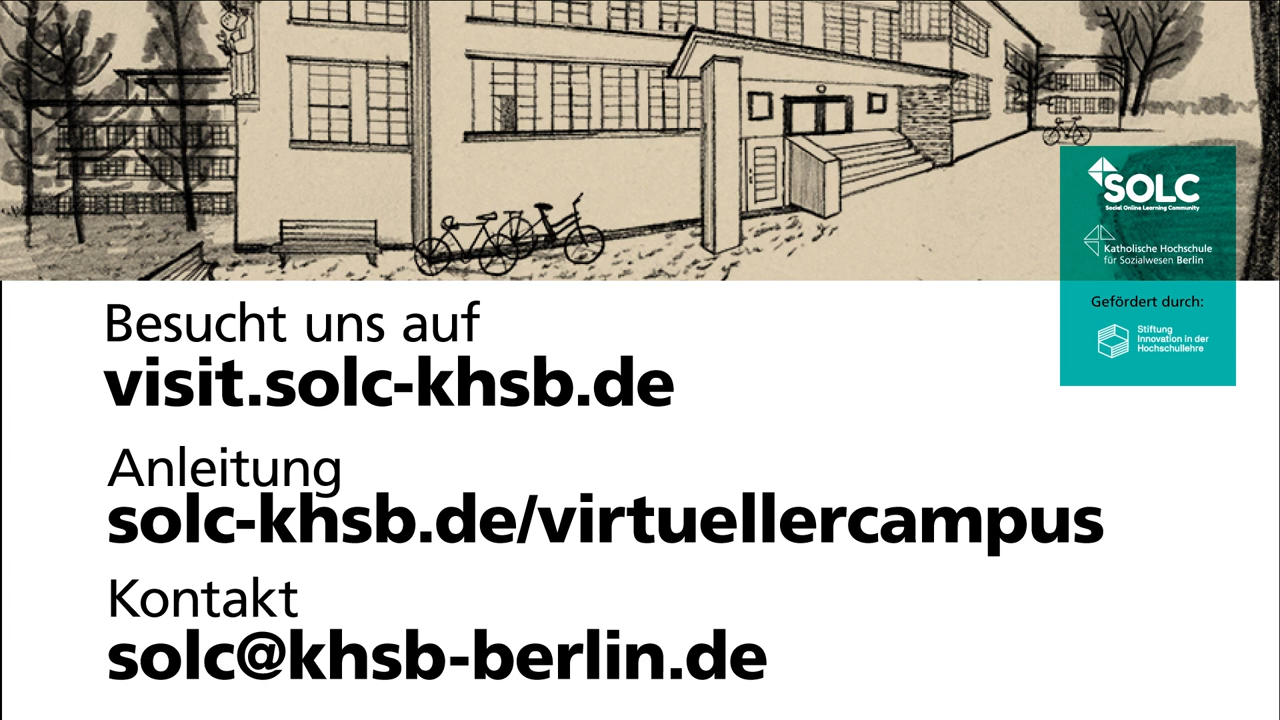 SOLC
Social Online Learning Community
Katholische Hochschule
für Sozialwesen Berlin
Gefördert durch:
Stiftung
Innovation in der
Hochschullehre
Besucht uns auf
visit.solc-khsb.de
Anleitung
solc-khsb.de/virtuellercampus
Kontakt
solc@khsb-berlin.de